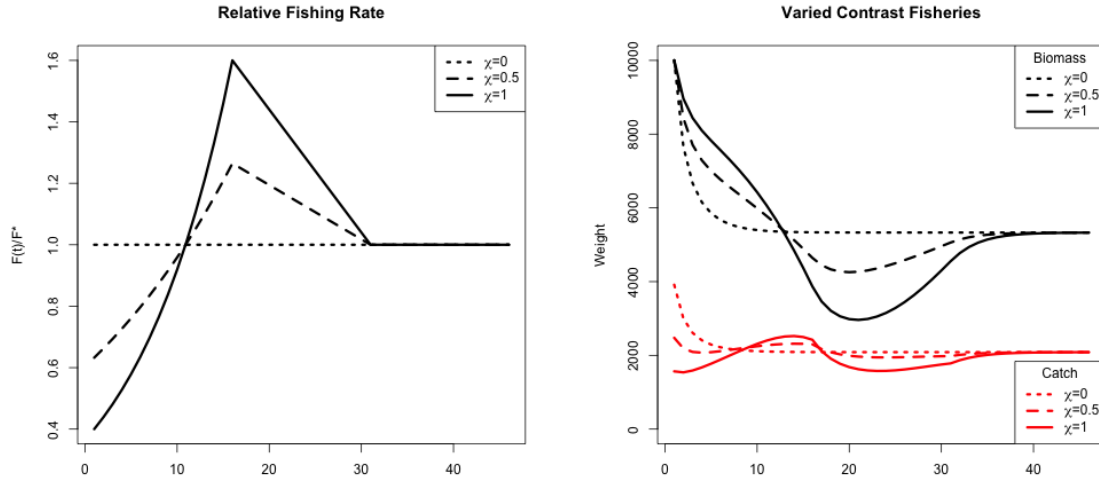 Relative Fishing Rate
F(t)/F*
1.6
1.4
1.2
1.0
0.8
0.6
0.4
0
10
20
30
40
χ=0
χ=0.5
χ=1
Varied Contrast Fisheries
Weight
10000
8000
6000
4000
2000
0
0
10
20
30
40
Biomass
χ=0
χ=0.5
χ=1
Catch
χ=0
χ=0.5
χ=1